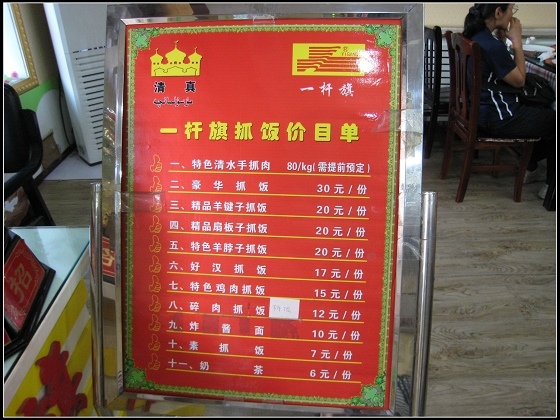 清 真
一杆旗
一杆旗抓饭价目单
一、特色清水手抓肉 80/kg(需提前预定)
二、豪华抓饭 30元/份
三、精品羊键子抓饭 20元/份
四、精品扇板子抓饭 20元/份
五、特色羊脖子抓饭 20元/份
六、好汉抓饭 17元/份
七、特色鸡肉抓饭 15元/份
八、碎肉抓饭 12元/份
九、炸酱面 10元/份
十、素抓饭 7元/份
十一、奶茶 6元/份
招